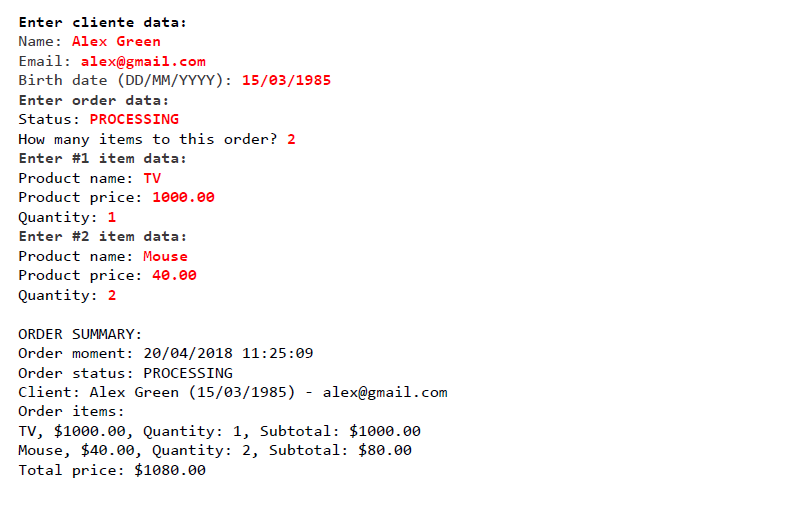 Enter cliente data:
Name: Alex Green
Email: alex@gmail.com
Birth date (DD/MM/YYYY): 15/03/1985
Enter order data:
Status: PROCESSING
How many items to this order? 2
Enter #1 item data:
Product name: TV
Product price: 1000.00
Quantity: 1
Enter #2 item data:
Product name: Mouse
Product price: 40.00
Quantity: 2
ORDER SUMMARY:
Order moment: 20/04/2018 11:25:09
Order status: PROCESSING
Client: Alex Green (15/03/1985) - alex@gmail.com
Order items:
TV, $1000.00, Quantity: 1, Subtotal: $1000.00
Mouse, $40.00, Quantity: 2, Subtotal: $80.00
Total price: $1080.00